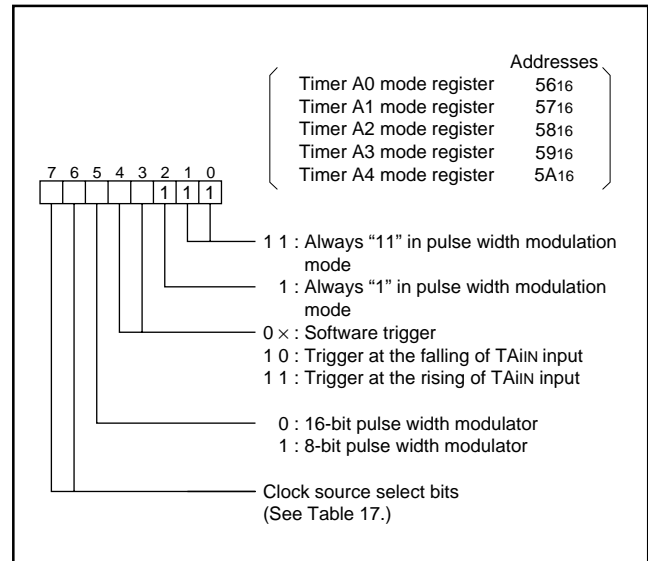 Addresses
Timer A0 mode register 5616
Timer A1 mode register 5716
Timer A2 mode register 5816
Timer A3 mode register 5916
Timer A4 mode register 5A16
7 6 5 4 3 2 1 0
1 1 1
1 1 : Always “11” in pulse width modulation
mode
1 : Always “1” in pulse width modulation
mode
0 × : Software trigger
1 0 : Trigger at the falling of TAiIN input
1 1 : Trigger at the rising of TAiIN input
0 : 16-bit pulse width modulator
1 : 8-bit pulse width modulator
Clock source select bits
(See Table 17.)